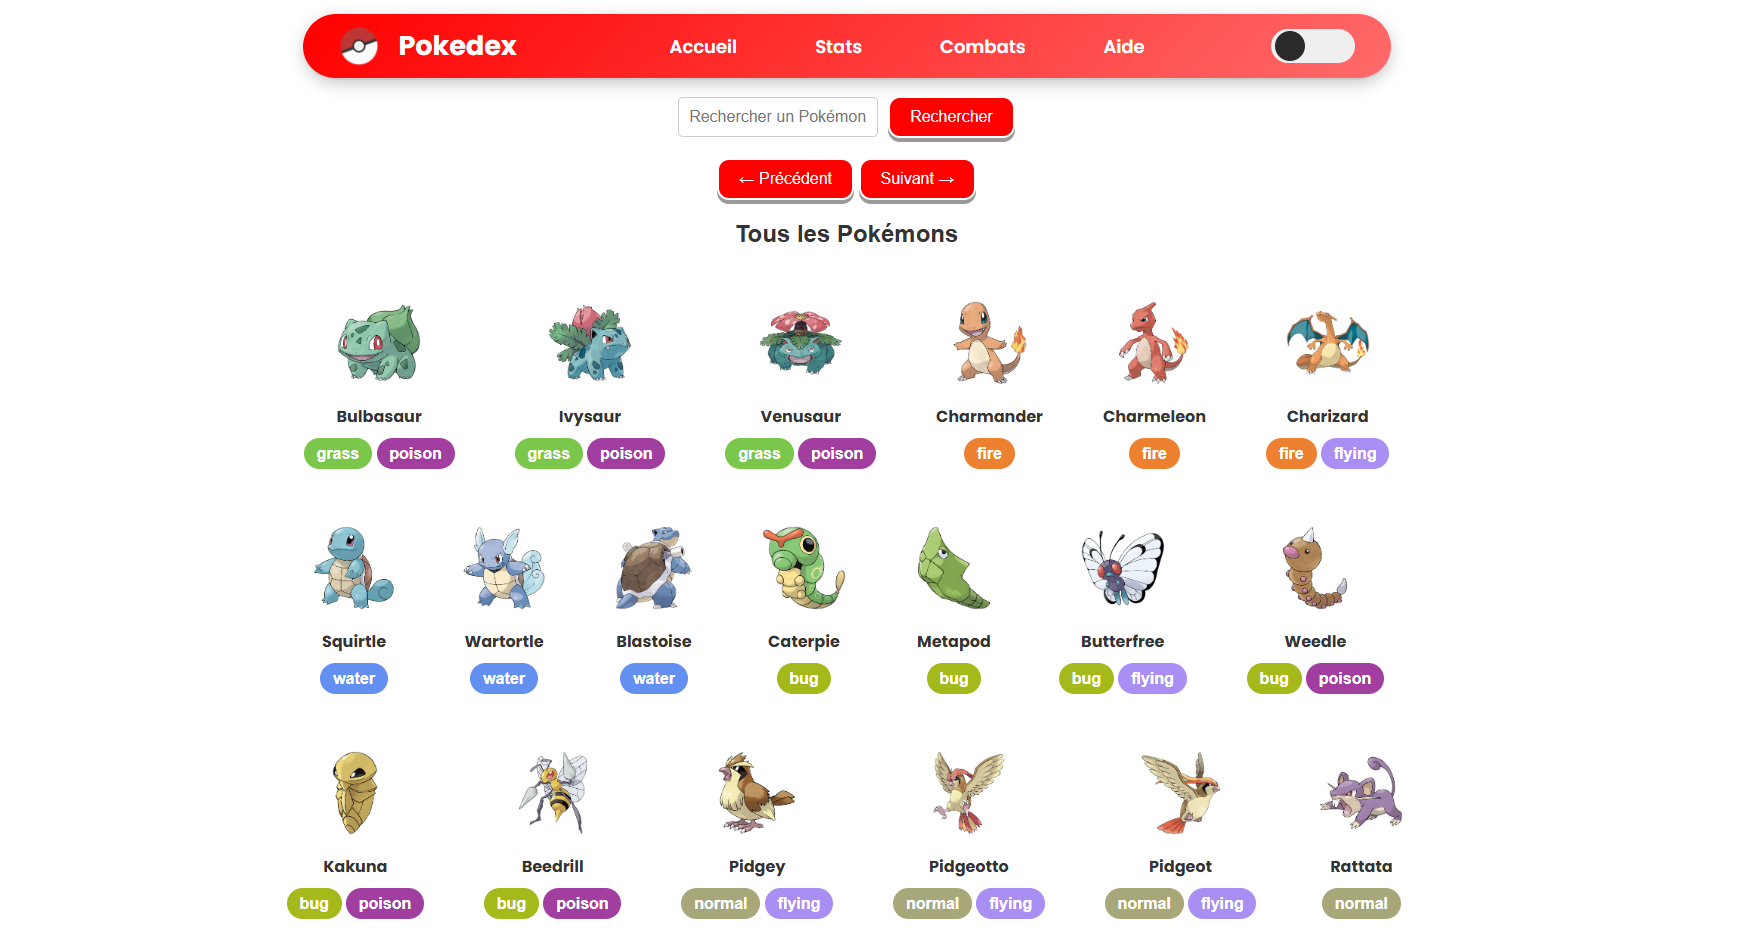 Pokedex Accueil Stats Combats Aide
Rechercher un Pokémon Rechercher
← Précédent Suivant →
Tous les Pokémons
Bulbasaur Ivysaur Venusaur Charmander Charmeleon Charizard
grass poison grass poison grass poison fire fire fire flying
Squirtle Wartortle Blastoise Caterpie Metapod Butterfree Weedle
water water water bug bug bug flying bug poison
Kakuna Beedrill Pidgey Pidgeotto Pidgeot Rattata
bug poison bug poison normal flying normal flying normal flying normal